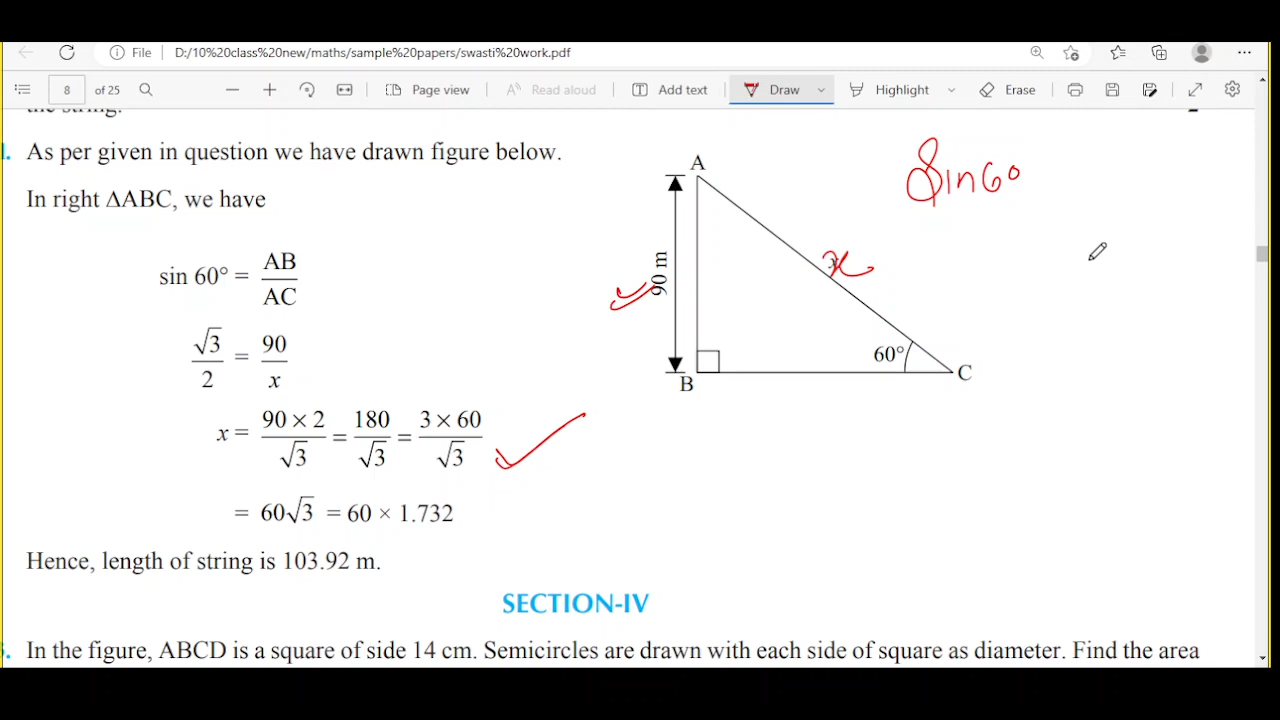 File D:/10%20class%20new/maths/sample%20papers/swasti%20work.pdf
8 of 25 Page view Read aloud Add text Draw Highlight Erase
the string.
As per given in question we have drawn figure below.
In right ΔABC, we have
sin 60° = AB/AC
√3/2 = 90/x
x = 90 × 2/√3 = 180/√3 = 3 × 60/√3
= 60√3 = 60 × 1.732
Hence, length of string is 103.92 m.
A
Sin60
90 m
x
60°
B
C
SECTION-IV
In the figure, ABCD is a square of side 14 cm. Semicircles are drawn with each side of square as diameter. Find the area